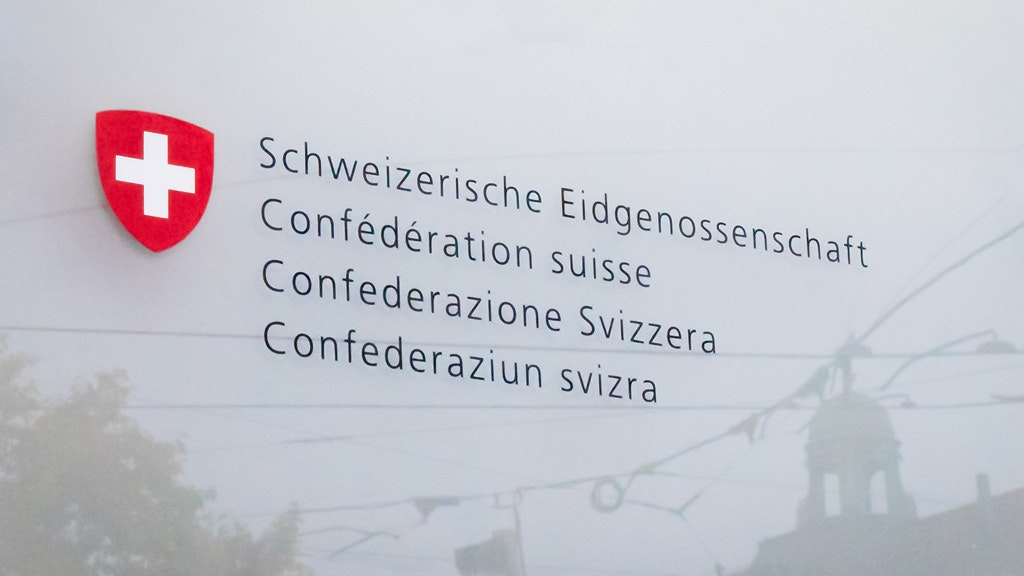 Schweizerische Eidgenossenschaft
Confédération suisse
Confederazione Svizzera
Confederaziun svizra